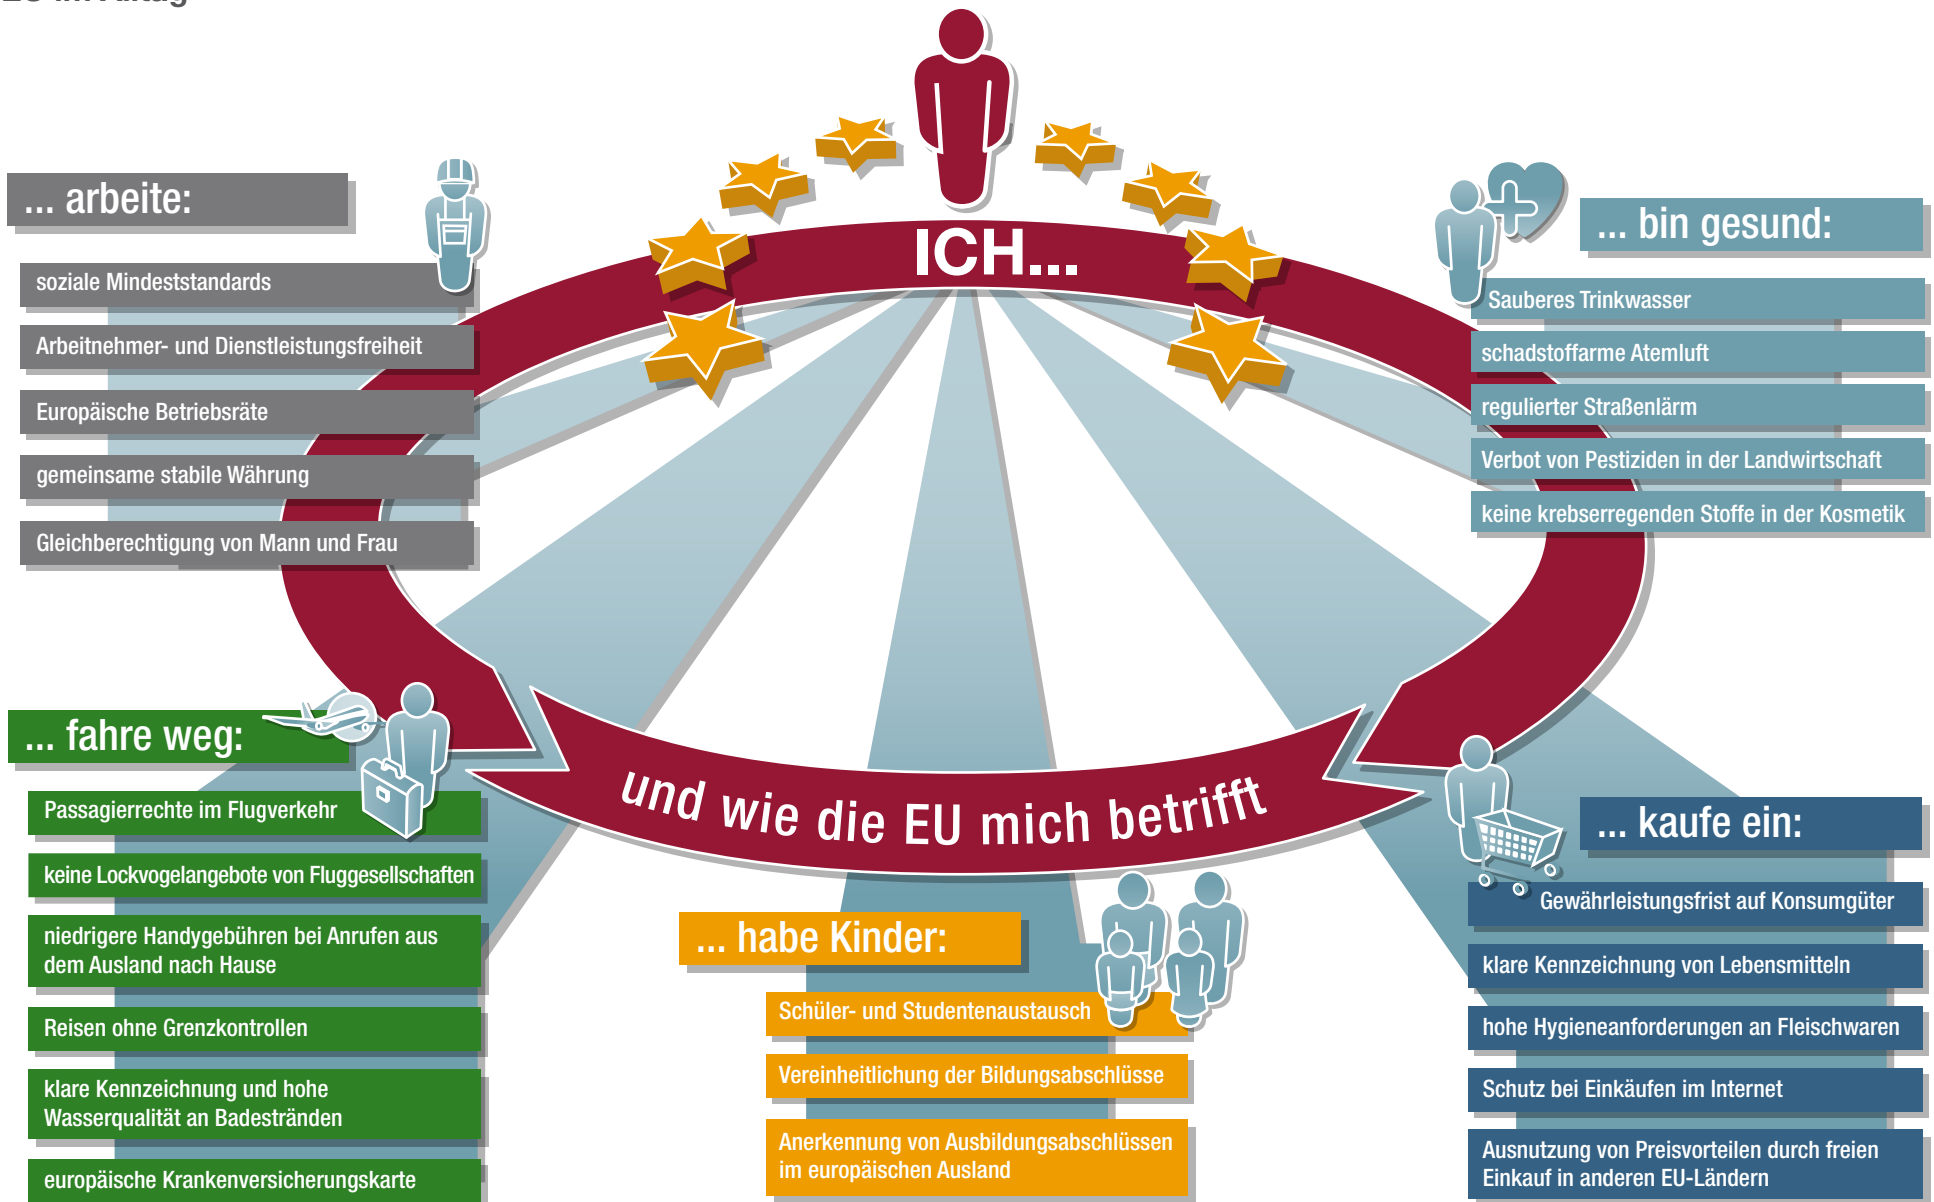 EU im Alltag
ICH...
und wie die EU mich betrifft
... arbeite:
soziale Mindeststandards
Arbeitnehmer- und Dienstleistungsfreiheit
Europäische Betriebsräte
gemeinsame stabile Währung
Gleichberechtigung von Mann und Frau
... bin gesund:
Sauberes Trinkwasser
schadstoffarme Atemluft
regulierter Straßenlärm
Verbot von Pestiziden in der Landwirtschaft
keine krebserregenden Stoffe in der Kosmetik
... fahre weg:
Passagierrechte im Flugverkehr
keine Lockvogelangebote von Fluggesellschaften
niedrigere Handygebühren bei Anrufen aus
dem Ausland nach Hause
Reisen ohne Grenzkontrollen
klare Kennzeichnung und hohe
Wasserqualität an Badestränden
europäische Krankenversicherungskarte
... habe Kinder:
Schüler- und Studentenaustausch
Vereinheitlichung der Bildungsabschlüsse
Anerkennung von Ausbildungsabschlüssen
im europäischen Ausland
... kaufe ein:
Gewährleistungsfrist auf Konsumgüter
klare Kennzeichnung von Lebensmitteln
hohe Hygieneanforderungen an Fleischwaren
Schutz bei Einkäufen im Internet
Ausnutzung von Preisvorteilen durch freien
Einkauf in anderen EU-Ländern